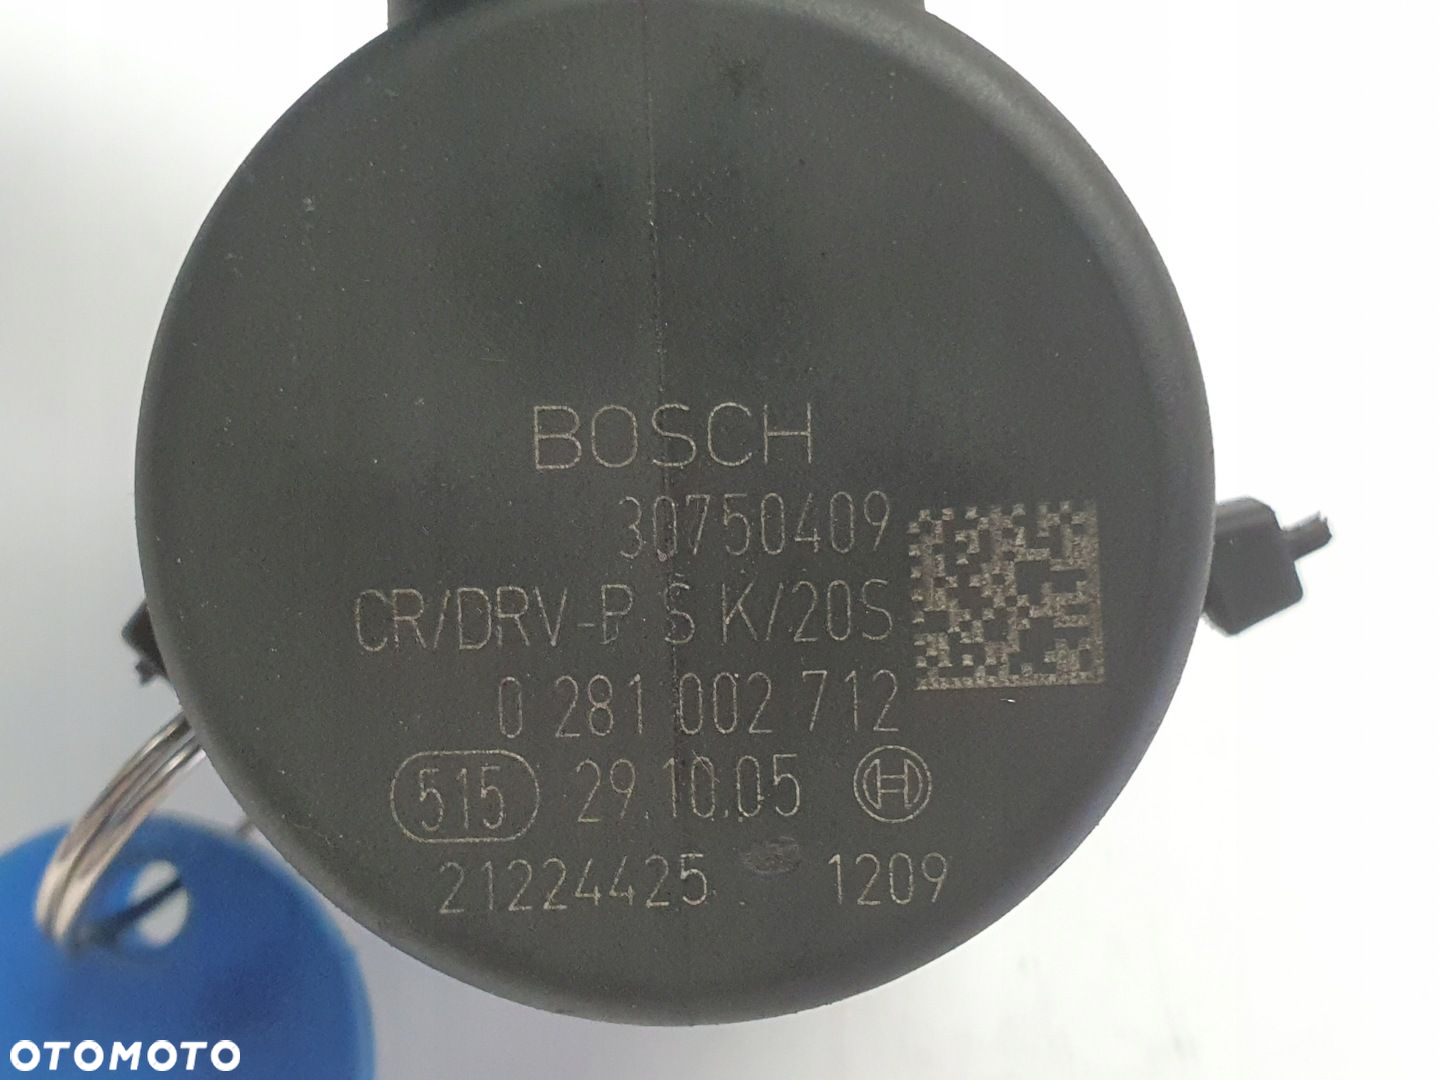 BOSCH
30750409
CR/DRV-P S K/20S
0 281 002 712
515 29.10.05
21224425 1209
OTOMOTO